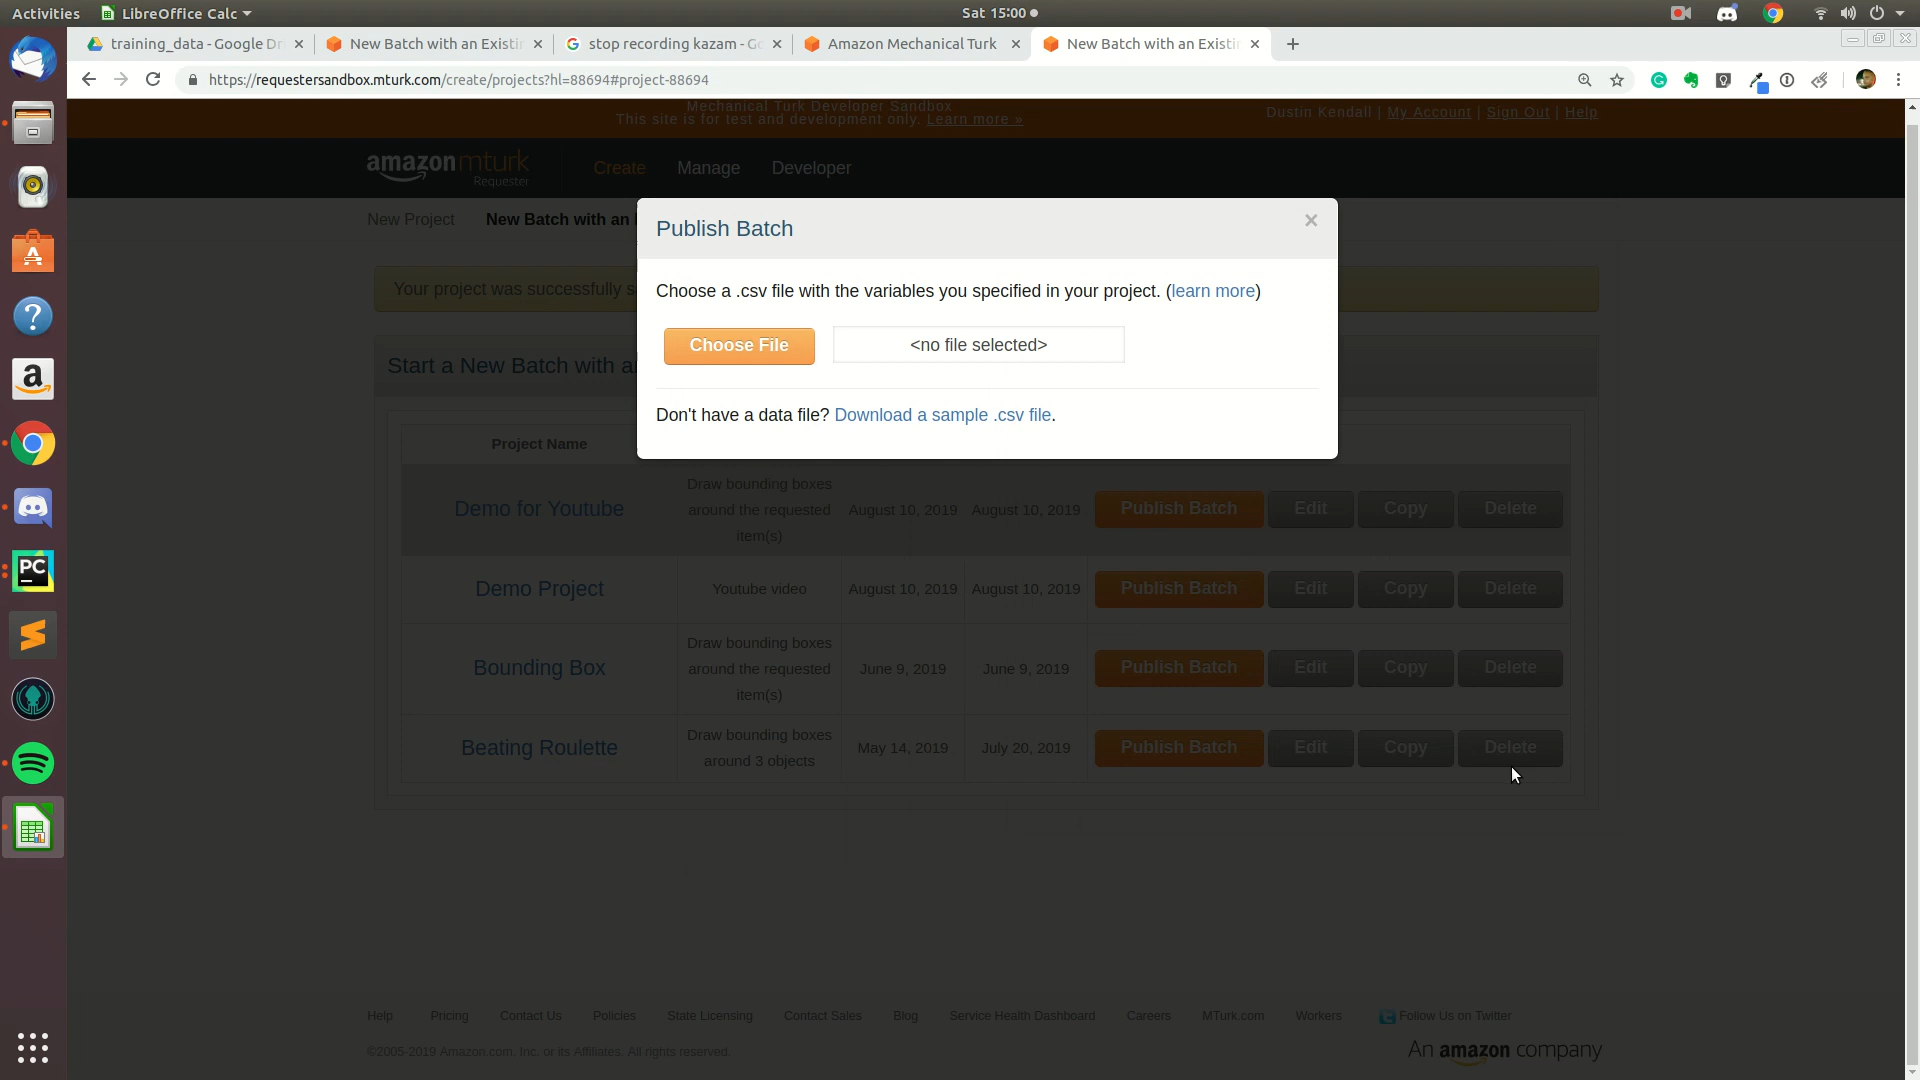 Activities LibreOffice Calc Sat 15:00
training_data - Google Dr New Batch with an Existin stop recording kazam - Go Amazon Mechanical Turk New Batch with an Existin
https://requestersandbox.mturk.com/create/projects?hl=88694#project-88694
Mechanical Turk Developer Sandbox
This site is for test and development only. Learn more »
Dustin Kendall | My Account | Sign Out | Help
amazonmturk
Requester
Create Manage Developer
New Project New Batch with an
Publish Batch ×
Your project was successfully s
Choose a .csv file with the variables you specified in your project. (learn more)
Choose File <no file selected>
Start a New Batch with a
Don't have a data file? Download a sample .csv file.
Project Name
Demo for Youtube Draw bounding boxes around the requested item(s) August 10, 2019 August 10, 2019 Publish Batch Edit Copy Delete
Demo Project Youtube video August 10, 2019 August 10, 2019 Publish Batch Edit Copy Delete
Bounding Box Draw bounding boxes around the requested item(s) June 9, 2019 June 9, 2019 Publish Batch Edit Copy Delete
Beating Roulette Draw bounding boxes around 3 objects May 14, 2019 July 20, 2019 Publish Batch Edit Copy Delete
Help Pricing Contact Us Policies State Licensing Contact Sales Blog Service Health Dashboard Careers MTurk.com Workers Follow Us on Twitter
©2005-2019 Amazon.com, Inc. or its Affiliates. All rights reserved.
An amazon company